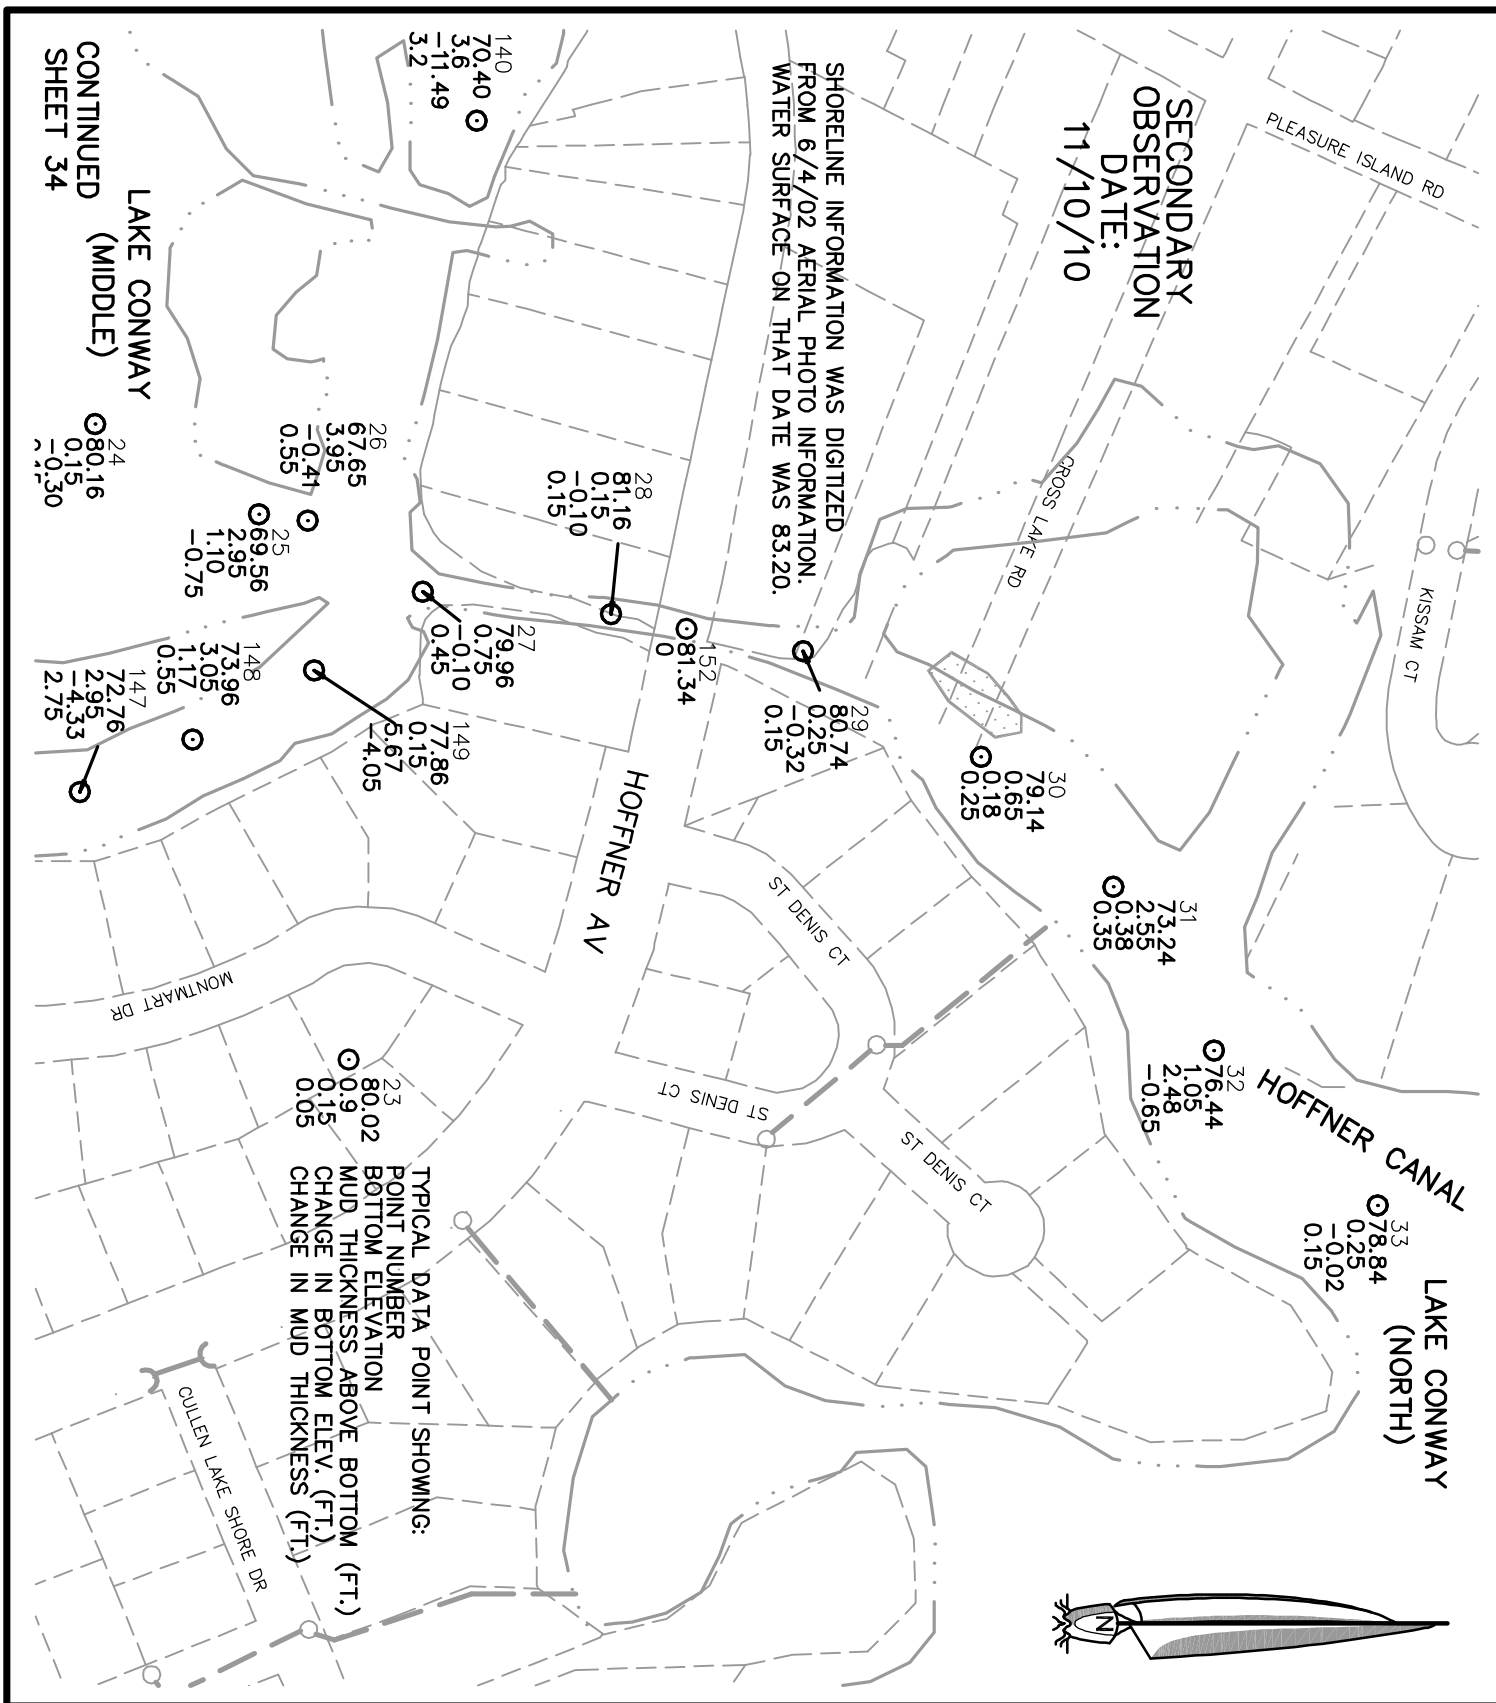 SECONDARY
OBSERVATION
DATE:
11/10/10
PLEASURE ISLAND RD
KISSAM CT
CROSS LAKE RD
SHORELINE INFORMATION WAS DIGITIZED
FROM 6/4/02 AERIAL PHOTO INFORMATION.
WATER SURFACE ON THAT DATE WAS 83.20.
140
70.40
3.6
-11.49
3.2
CONTINUED
SHEET 34
LAKE CONWAY
(MIDDLE)
24
80.16
0.15
-0.30
26
67.65
3.95
-0.41
0.55
25
69.56
2.95
1.10
-0.75
28
81.16
0.15
-0.10
0.15
27
79.96
0.75
-0.10
0.45
152
81.34
0
29
80.74
0.25
-0.32
0.15
30
79.14
0.65
0.18
0.25
31
73.24
2.55
0.38
0.35
32
76.44
1.05
2.48
-0.65
33
78.84
0.25
-0.02
0.15
148
73.96
3.05
1.17
0.55
147
72.76
2.95
-4.33
2.75
149
77.86
0.15
5.67
-4.05
HOFFNER AV
ST DENIS CT
ST DENIS CT
ST DENIS CT
MONTMART DR
HOFFNER CANAL
LAKE CONWAY
(NORTH)
23
80.02
0.9
0.15
0.05
TYPICAL DATA POINT SHOWING:
POINT NUMBER
BOTTOM ELEVATION
MUD THICKNESS ABOVE BOTTOM (FT.)
CHANGE IN BOTTOM ELEV. (FT.)
CHANGE IN MUD THICKNESS (FT.)
CULLEN LAKE SHORE DR
N